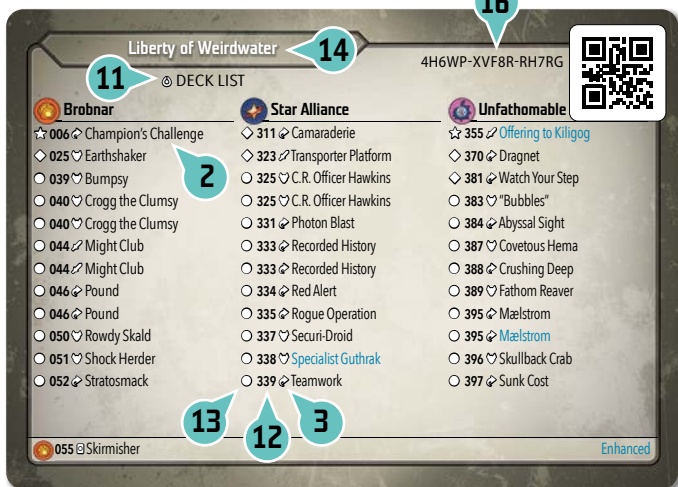 16
Liberty of Weirdwater
14
4H6WP-XVF8R-RH7RG
11
DECK LIST
Brobnar
006 Champion's Challenge
025 Earthshaker
2
039 Bumpsy
040 Crogg the Clumsy
040 Crogg the Clumsy
044 Might Club
044 Might Club
046 Pound
046 Pound
050 Rowdy Skald
051 Shock Herder
052 Stratosmack
Star Alliance
311 Camaraderie
323 Transporter Platform
325 C.R. Officer Hawkins
325 C.R. Officer Hawkins
331 Photon Blast
333 Recorded History
333 Recorded History
334 Red Alert
335 Rogue Operation
337 Securi-Droid
338 Specialist Guthrak
339 Teamwork
13
12
3
Unfathomable
355 Offering to Kiligog
370 Dragnet
381 Watch Your Step
383 "Bubbles"
384 Abyssal Sight
387 Covetous Hema
388 Crushing Deep
389 Fathom Reaver
395 Mælstrom
395 Mælstrom
396 Skullback Crab
397 Sunk Cost
055 Skirmisher
Enhanced